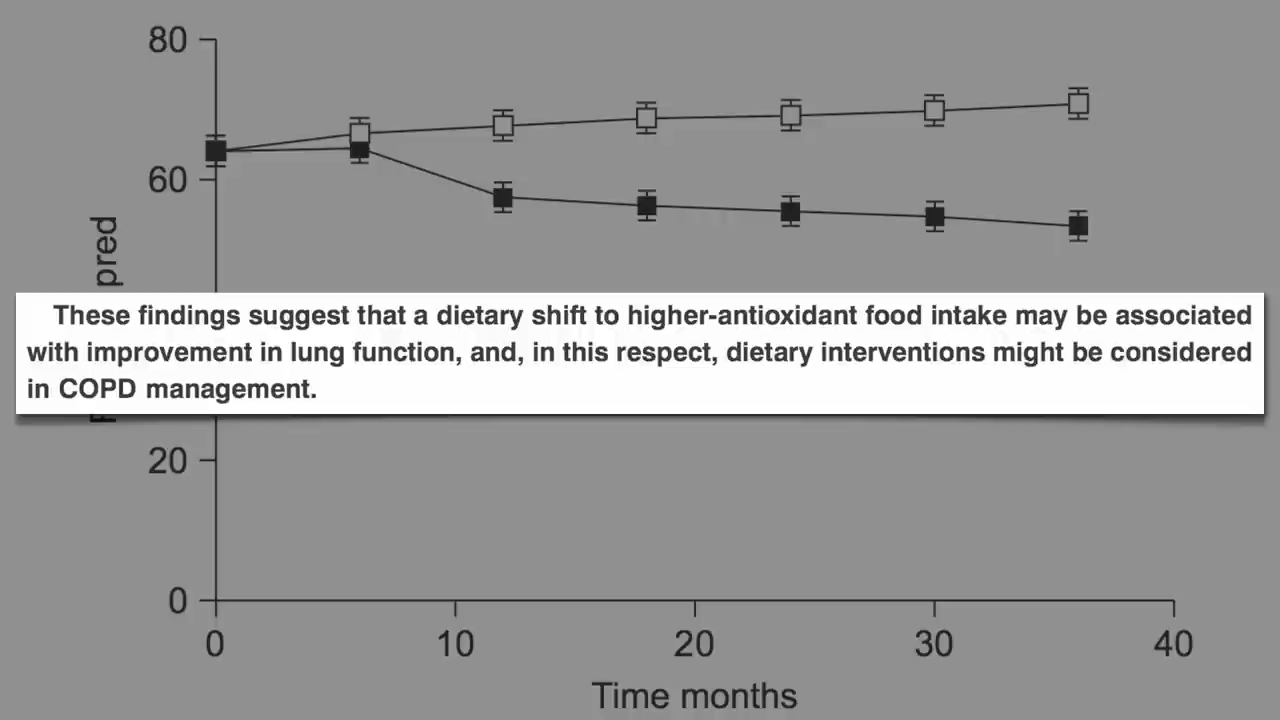 80
60
pred
These findings suggest that a dietary shift to higher-antioxidant food intake may be associated
with improvement in lung function, and, in this respect, dietary interventions might be considered
in COPD management.
20
0
0 10 20 30 40
Time months